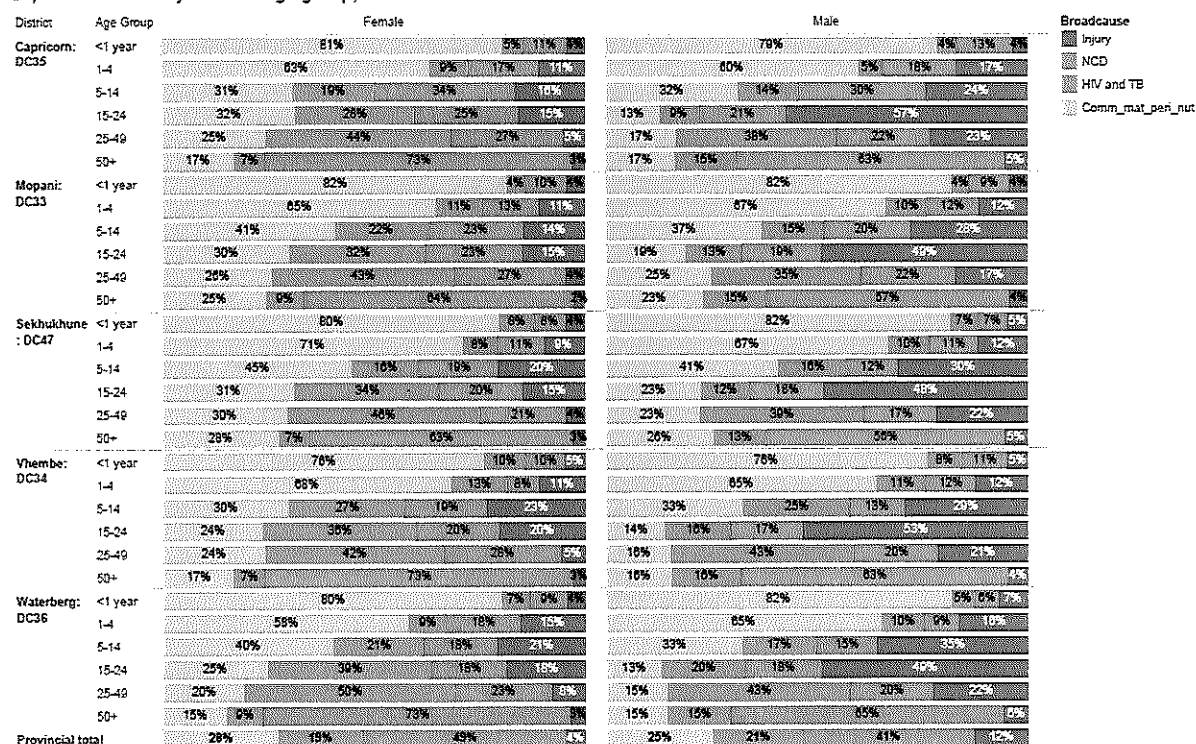 District Age Group Female Male Broadcause
Injury
NCD
HIV and TB
Comm_mat_peri_nut
Capricorn: DC35 <1 year 81% 5% 11% 79% 4% 13% 4%
1-4 63% 9% 17% 11% 60% 5% 18% 17%
5-14 31% 19% 34% 16% 32% 14% 30% 24%
15-24 32% 28% 25% 15% 13% 9% 21% 57%
25-49 25% 44% 27% 5% 17% 38% 22% 23%
50+ 17% 7% 73% 3% 17% 15% 63% 5%
Mopani: DC33 <1 year 82% 4% 10% 4% 82% 4% 9% 4%
1-4 65% 11% 13% 11% 67% 10% 12% 12%
5-14 41% 22% 23% 14% 37% 15% 20% 28%
15-24 30% 32% 23% 15% 19% 13% 19% 49%
25-49 26% 43% 27% 4% 25% 35% 22% 17%
50+ 25% 9% 64% 2% 23% 15% 57% 4%
Sekhukhune : DC47 <1 year 80% 8% 8% 4% 82% 7% 7% 5%
1-4 71% 8% 11% 9% 67% 10% 11% 12%
5-14 45% 16% 19% 20% 41% 16% 12% 30%
15-24 31% 34% 20% 15% 23% 12% 18% 48%
25-49 30% 46% 21% 4% 23% 39% 17% 22%
50+ 28% 7% 63% 3% 26% 13% 56% 5%
Vhembe: DC34 <1 year 76% 10% 10% 5% 76% 8% 11% 5%
1-4 68% 13% 8% 11% 65% 11% 12% 12%
5-14 30% 27% 19% 23% 33% 25% 13% 29%
15-24 24% 36% 20% 20% 14% 16% 17% 53%
25-49 24% 42% 28% 5% 16% 43% 20% 21%
50+ 17% 7% 73% 3% 16% 16% 63% 4%
Waterberg: DC36 <1 year 80% 7% 9% 4% 82% 5% 6% 7%
1-4 58% 9% 18% 15% 65% 10% 9% 16%
5-14 40% 21% 18% 21% 33% 17% 15% 35%
15-24 25% 39% 18% 18% 13% 20% 18% 49%
25-49 20% 50% 23% 8% 15% 43% 20% 22%
50+ 15% 9% 73% 3% 15% 15% 65% 6%
Provincial total 28% 19% 49% 4% 25% 21% 41% 12%